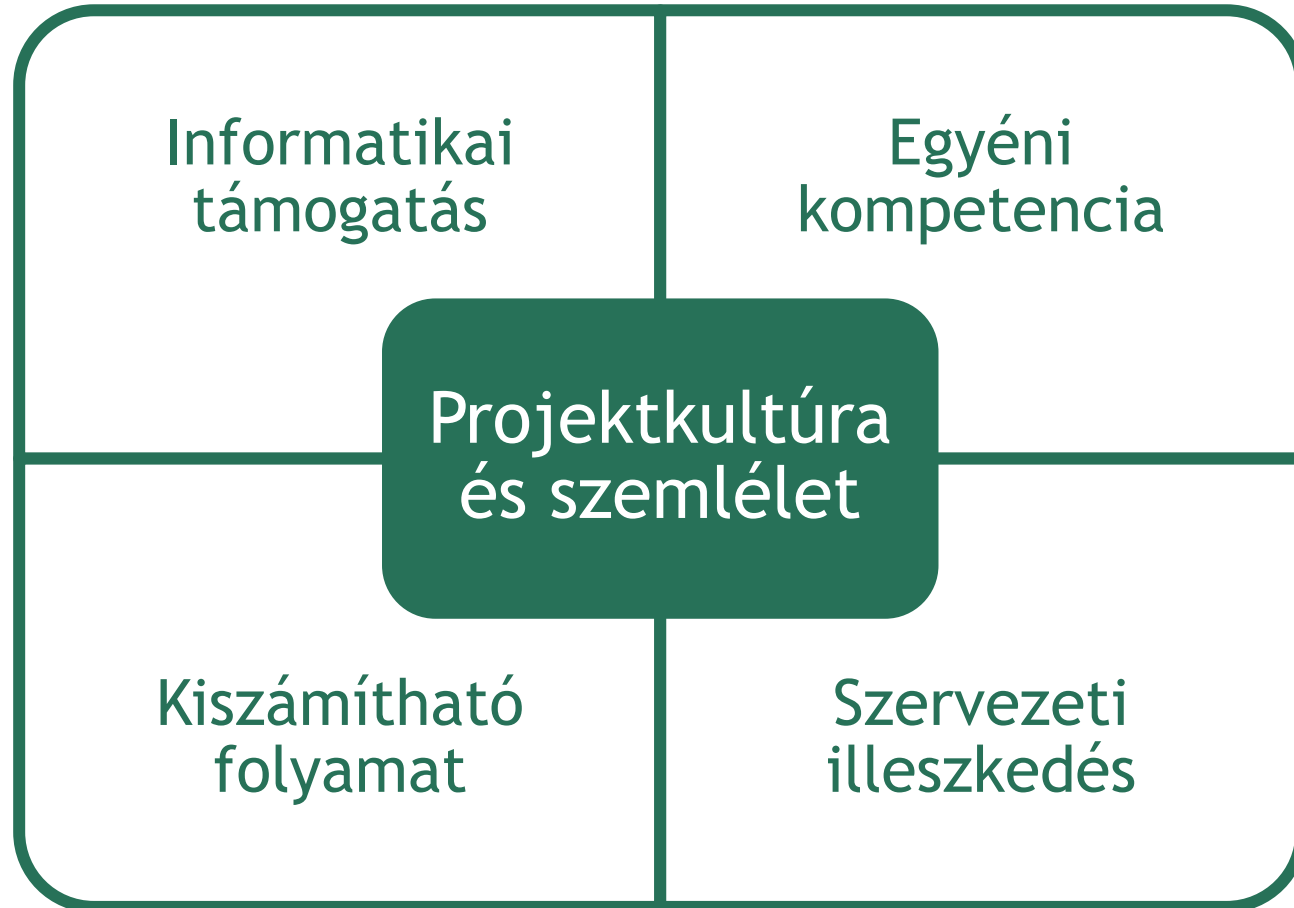 Informatikai
támogatás
Egyéni
kompetencia
Projektkultúra
és szemlélet
Kiszámítható
folyamat
Szervezeti
illeszkedés